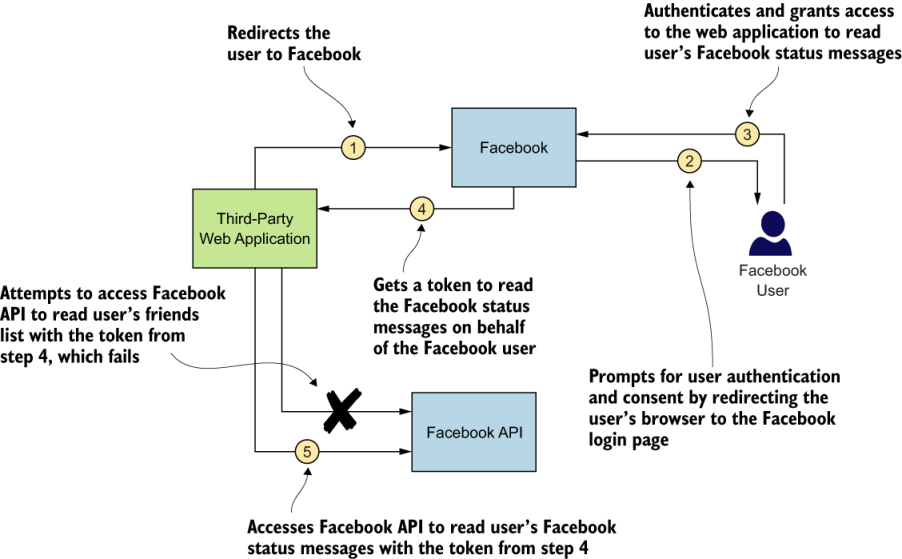 Authenticates and grants access
to the web application to read
user's Facebook status messages
Redirects the
user to Facebook
1
Facebook
3
2
4
Third-Party
Web Application
Facebook
User
Attempts to access Facebook
API to read user's friends
list with the token from
step 4, which fails
Gets a token to read
the Facebook status
messages on behalf
of the Facebook user
Prompts for user authentication
and consent by redirecting the
user's browser to the Facebook
login page
Facebook API
5
Accesses Facebook API to read user's Facebook
status messages with the token from step 4